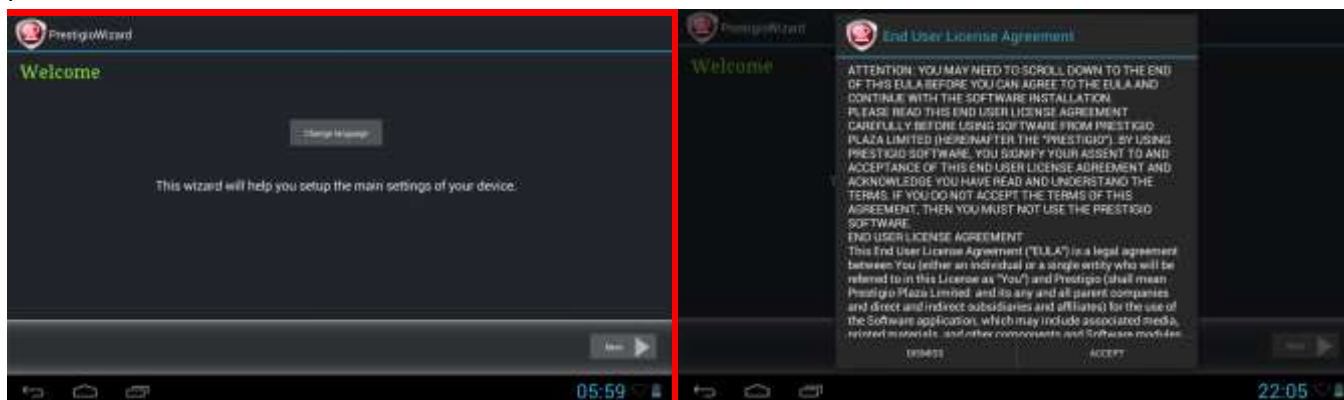 PrestigioWizard
Welcome
Change language
This wizard will help you setup the main settings of your device.
Next
05:59
PrestigioWizard
Welcome
End User License Agreement
ATTENTION: YOU MAY NEED TO SCROLL DOWN TO THE END
OF THIS EULA BEFORE YOU CAN AGREE TO THE EULA AND
CONTINUE WITH THE SOFTWARE INSTALLATION.
PLEASE READ THIS END USER LICENSE AGREEMENT
CAREFULLY BEFORE USING SOFTWARE FROM PRESTIGIO
PLAZA LIMITED (HEREINAFTER THE "PRESTIGIO"). BY USING
PRESTIGIO SOFTWARE, YOU SIGNIFY YOUR ASSENT TO AND
ACCEPTANCE OF THIS END USER LICENSE AGREEMENT AND
ACKNOWLEDGE YOU HAVE READ AND UNDERSTAND THE
TERMS. IF YOU DO NOT ACCEPT THE TERMS OF THIS
AGREEMENT, THEN YOU MUST NOT USE THE PRESTIGIO
SOFTWARE.
END USER LICENSE AGREEMENT
This End User License Agreement ("EULA") is a legal agreement
between You (either an individual or a single entity who will be
referred to in this License as "You") and Prestigio (shall mean
Prestigio Plaza Limited and its any and all parent companies
and direct and indirect subsidiaries and affiliates) for the use of
the Software application, which may include associated media,
printed materials, and other components and Software modules
DISMISS
ACCEPT
Next
22:05